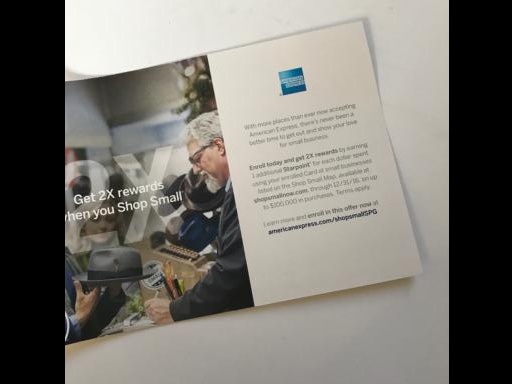 2X
Get 2X rewards
when you Shop Small
AMERICAN EXPRESS
With more places than ever now accepting
American Express, there's never been a
better time to get out and show your love
for small business.
Enroll today and get 2X rewards by earning
1 additional Starpoint® for each dollar spent
using your enrolled Card at small businesses
listed on the Shop Small Map, available at
shopsmallnow.com, through 12/31/16, on up
to $100,000 in purchases. Terms apply.
Learn more and enroll in this offer now at
americanexpress.com/shopsmallSPG